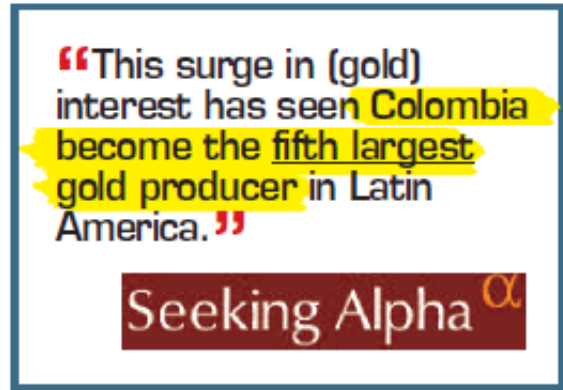 “This surge in (gold)
interest has seen Colombia
become the fifth largest
gold producer in Latin
America.”
Seeking Alpha α